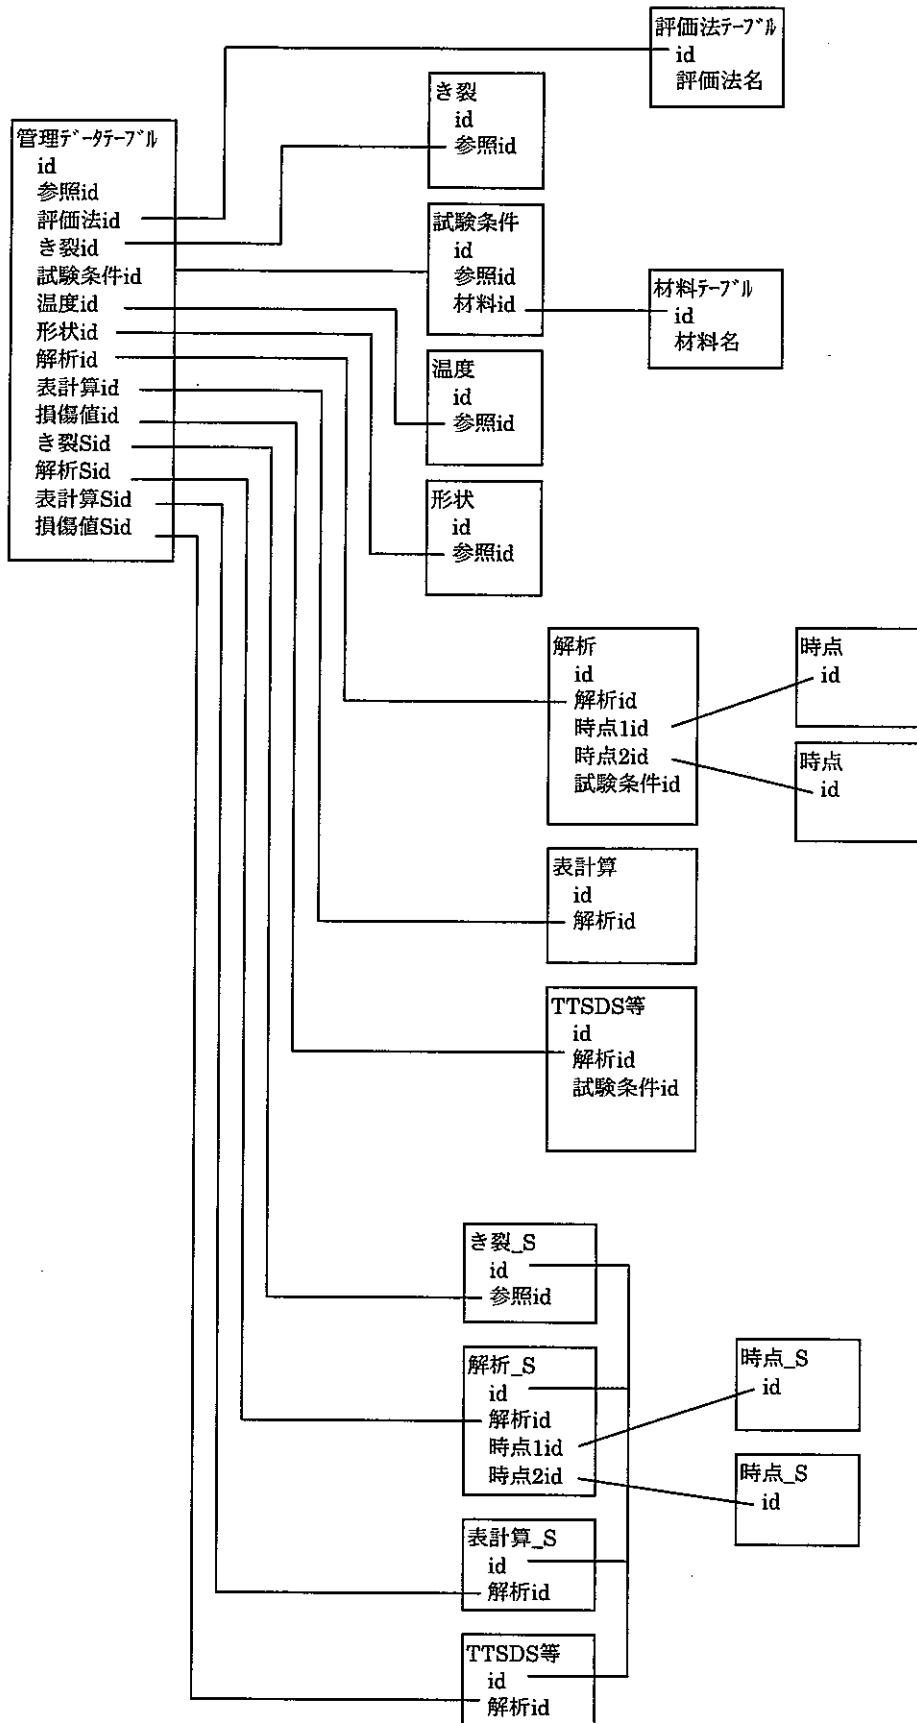 評価法ﾃｰﾌﾞﾙ
id
評価法名
き裂
id
参照id
管理ﾃﾞｰﾀﾃｰﾌﾞﾙ
id
参照id
評価法id
き裂id
試験条件id
温度id
形状id
解析id
表計算id
損傷値id
き裂Sid
解析Sid
表計算Sid
損傷値Sid
試験条件
id
参照id
材料id
材料ﾃｰﾌﾞﾙ
id
材料名
温度
id
参照id
形状
id
参照id
解析
id
解析id
時点1id
時点2id
試験条件id
時点
id
時点
id
表計算
id
解析id
TTSDS等
id
解析id
試験条件id
き裂_S
id
参照id
解析_S
id
解析id
時点1id
時点2id
時点_S
id
時点_S
id
表計算_S
id
解析id
TTSDS等
id
解析id